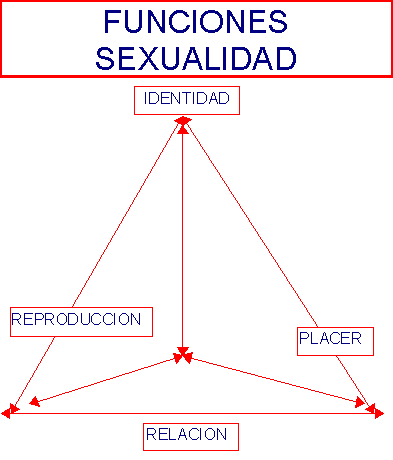 FUNCIONES
SEXUALIDAD
IDENTIDAD
REPRODUCCION
PLACER
RELACION